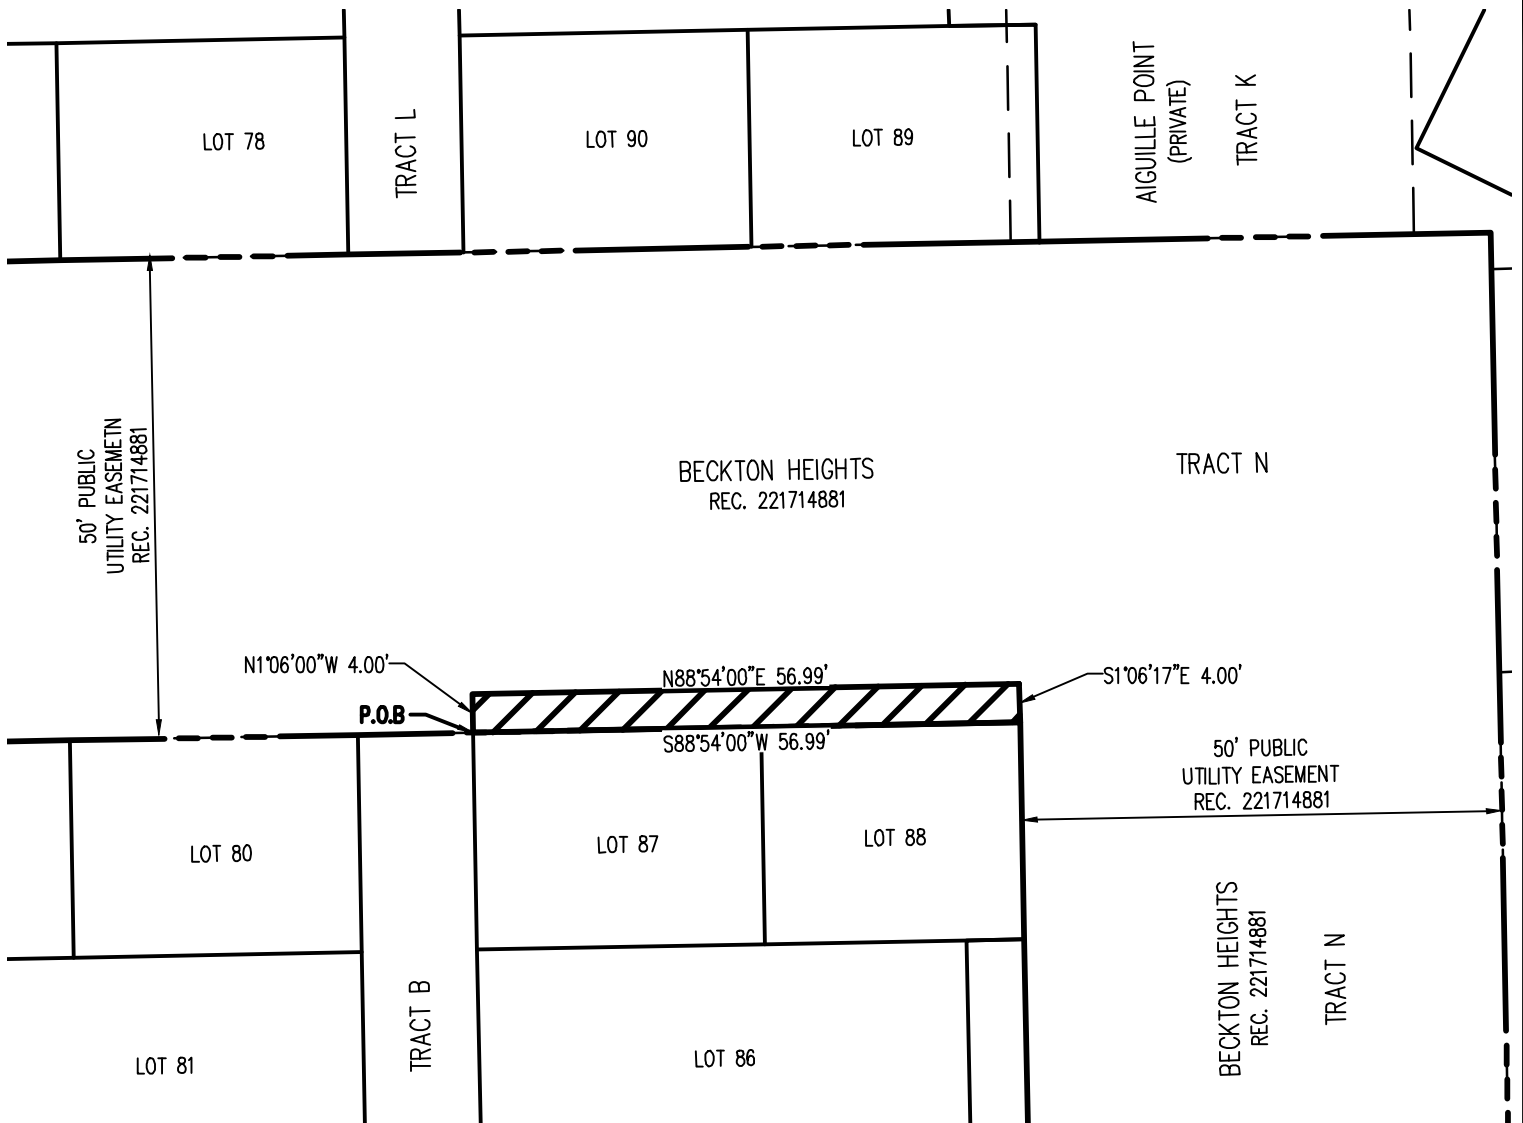 LOT 78
TRACT L
LOT 90
LOT 89
AIGUILLE POINT
(PRIVATE)
TRACT K
50' PUBLIC
UTILITY EASEMETN
REC. 221714881
BECKTON HEIGHTS
REC. 221714881
TRACT N
N1°06'00"W 4.00'
N88°54'00"E 56.99'
S1°06'17"E 4.00'
P.O.B
S88°54'00"W 56.99'
50' PUBLIC
UTILITY EASEMENT
REC. 221714881
LOT 80
LOT 87
LOT 88
BECKTON HEIGHTS
REC. 221714881
TRACT N
TRACT B
LOT 81
LOT 86